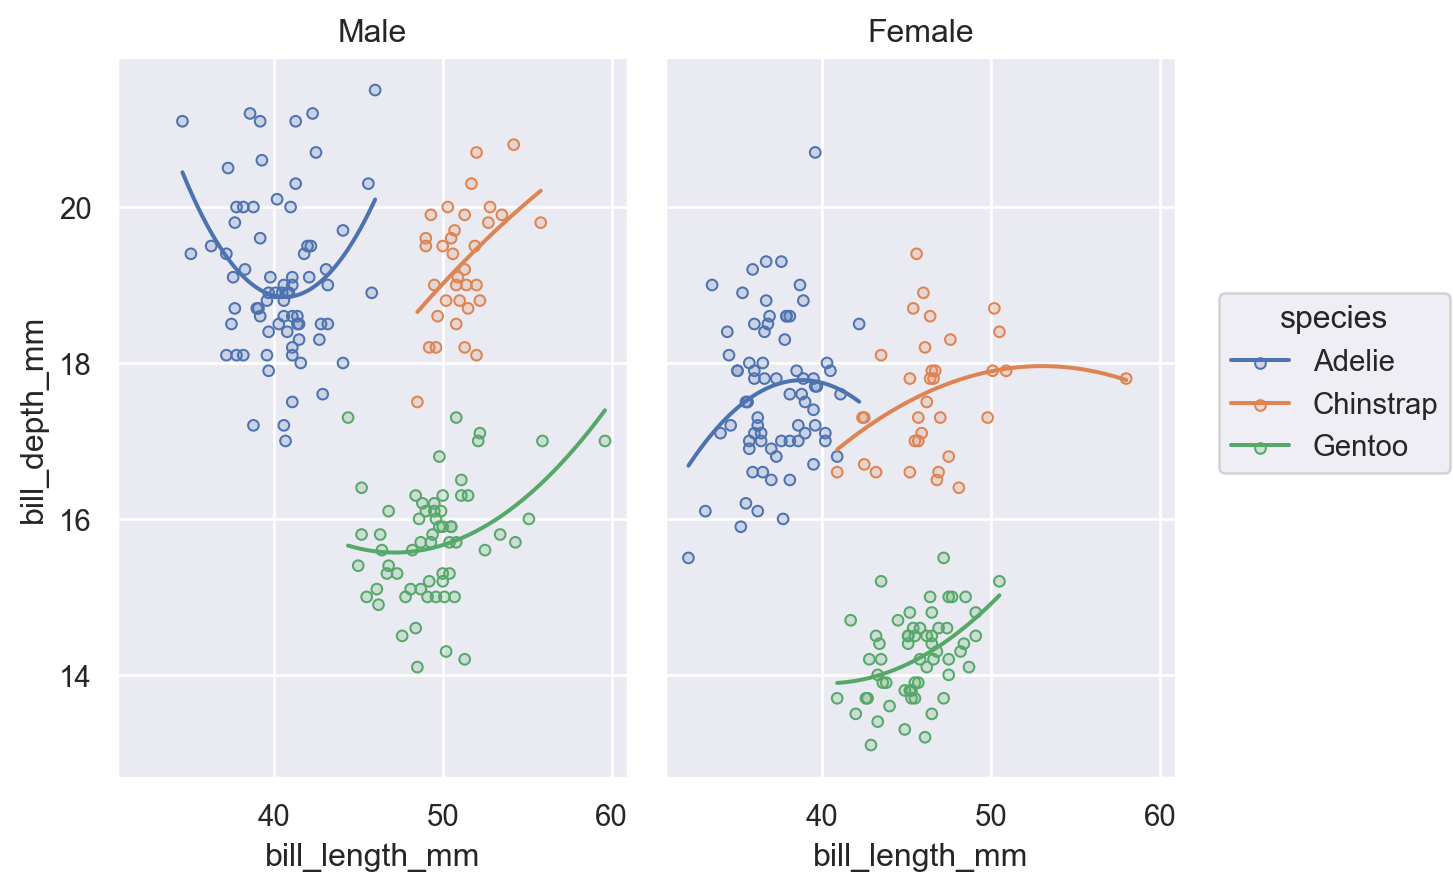 Male
Female
20
18
16
14
bill_depth_mm
40
50
60
40
50
60
bill_length_mm
bill_length_mm
species
Adelie
Chinstrap
Gentoo